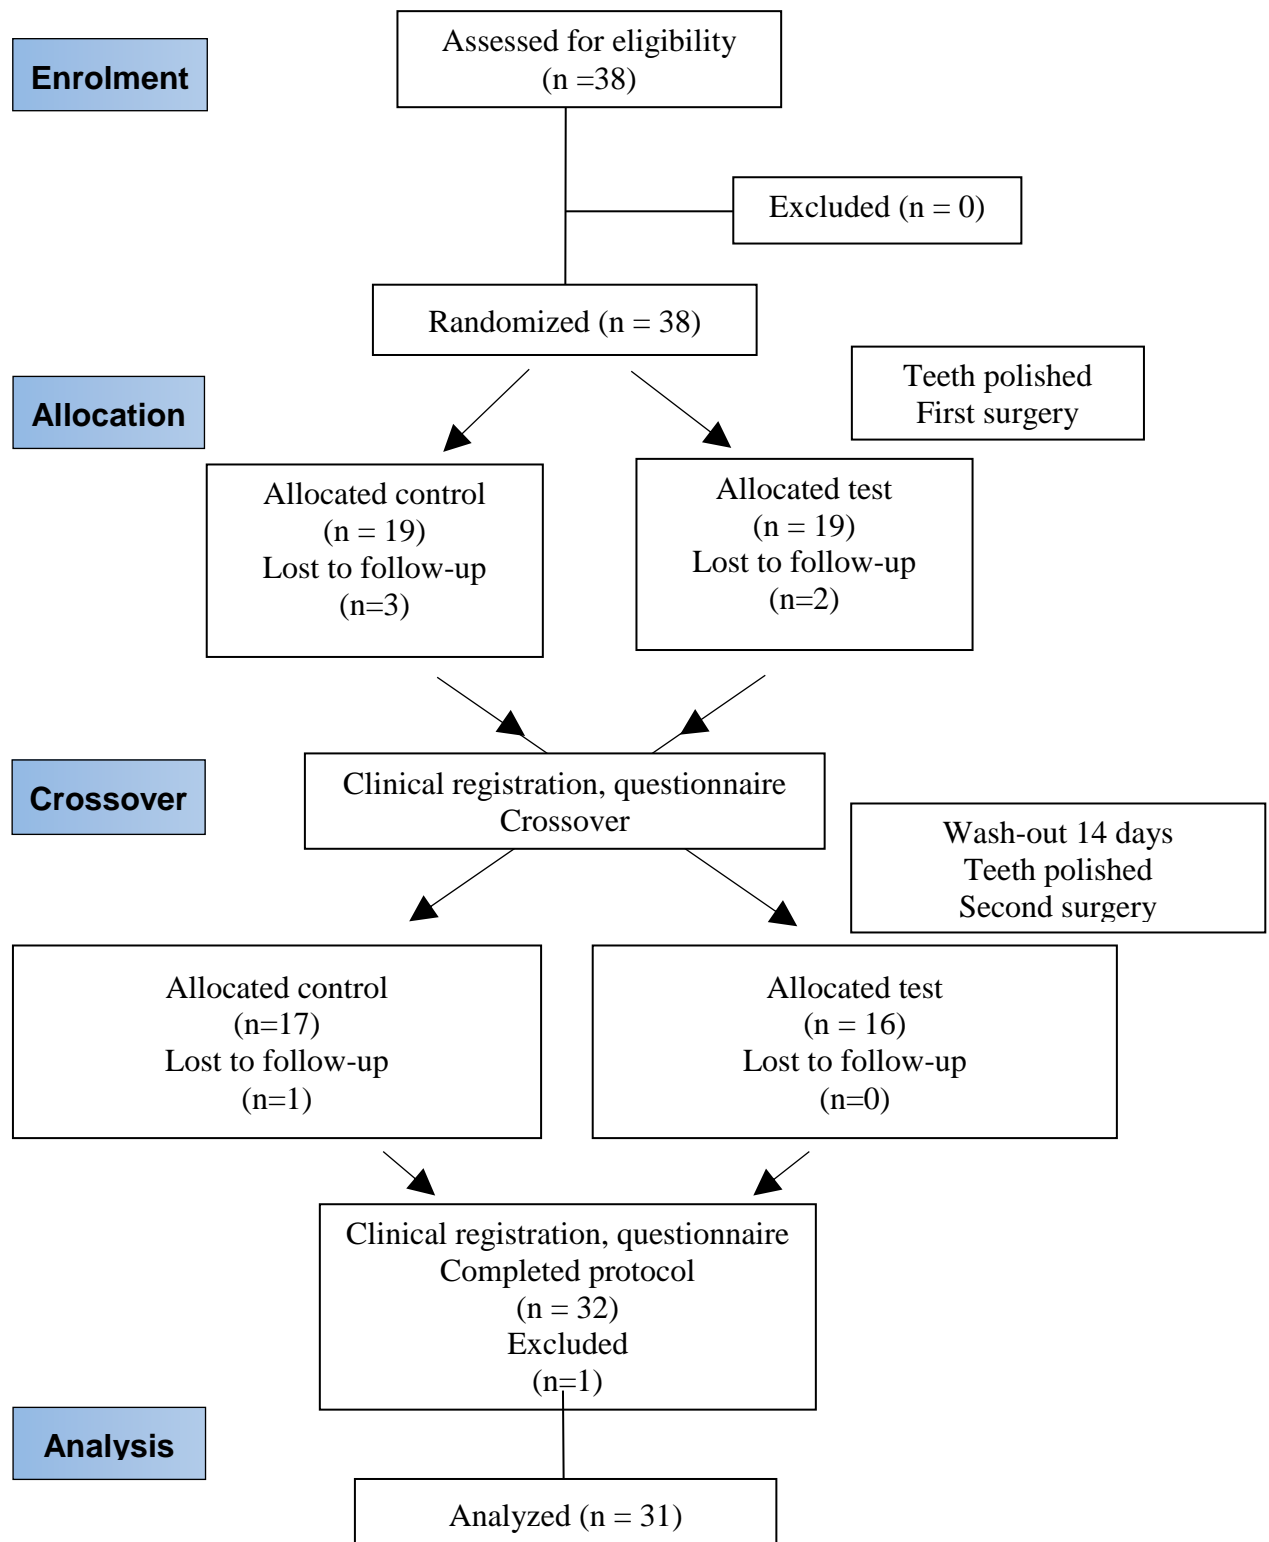 Enrolment
Assessed for eligibility
(n =38)
Excluded (n = 0)
Randomized (n = 38)
Allocation
Teeth polished
First surgery
Allocated control
(n = 19)
Lost to follow-up
(n=3)
Allocated test
(n = 19)
Lost to follow-up
(n=2)
Crossover
Clinical registration, questionnaire
Crossover
Wash-out 14 days
Teeth polished
Second surgery
Allocated control
(n=17)
Lost to follow-up
(n=1)
Allocated test
(n = 16)
Lost to follow-up
(n=0)
Clinical registration, questionnaire
Completed protocol
(n = 32)
Excluded
(n=1)
Analysis
Analyzed (n = 31)